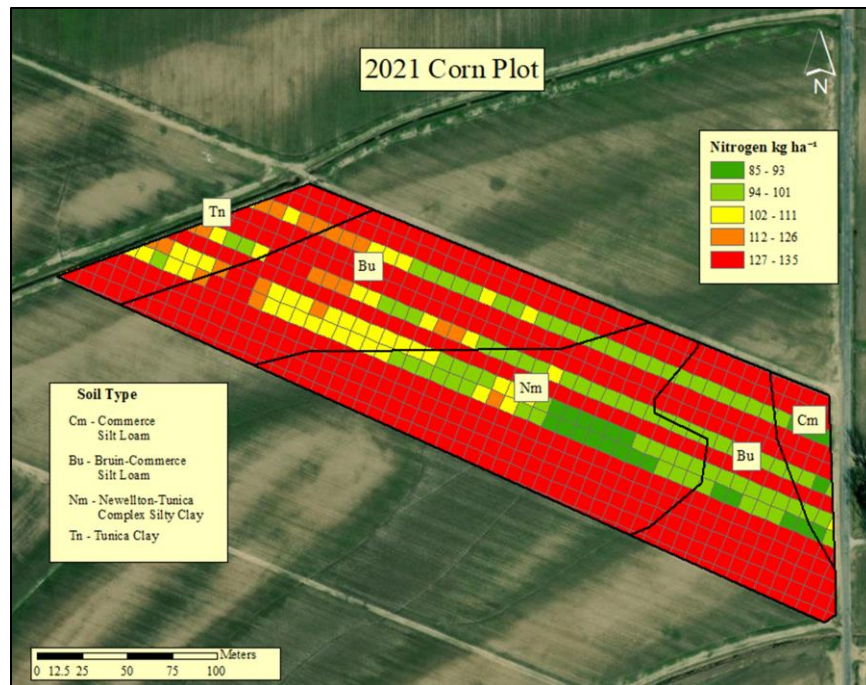 2021 Corn Plot
N
Nitrogen kg ha⁻¹
85 - 93
94 - 101
102 - 111
112 - 126
127 - 135
Tn
Bu
Nm
Cm
Bu
Soil Type
Cm - Commerce
Silt Loam
Bu - Bruin-Commerce
Silt Loam
Nm - Newellton-Tunica
Complex Silty Clay
Tn - Tunica Clay
Meters
0 12.5 25 50 75 100